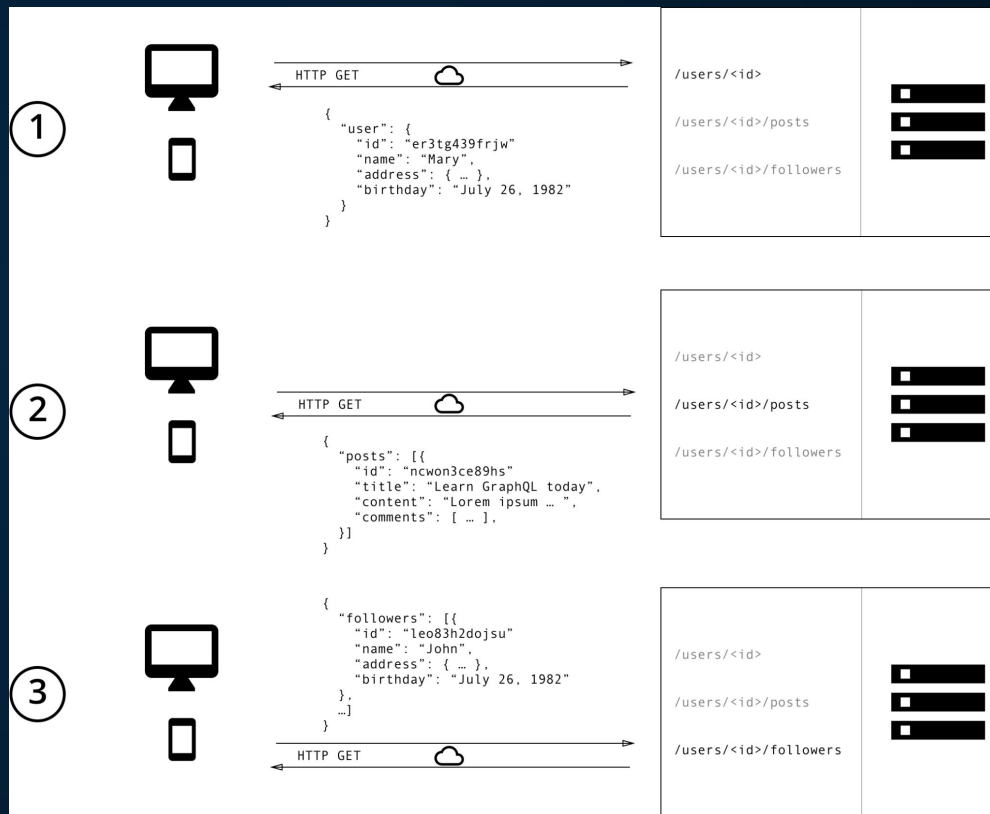 1
HTTP GET
{
"user": {
"id": “er3tg439frjw"
"name": “Mary”,
"address": { … },
"birthday": “July 26, 1982"
}
}
/users/<id>
/users/<id>/posts
/users/<id>/followers
2
HTTP GET
{
"posts": [{
"id": "ncwon3ce89hs"
"title": “Learn GraphQL today”,
"content": “Lorem ipsum … ”,
"comments": [ … ],
}]
}
/users/<id>
/users/<id>/posts
/users/<id>/followers
3
{
“followers": [{
“id": “leo83h2dojsu"
“name": “John”,
“address": { … },
“birthday": “July 26, 1982"
},
…]
}
HTTP GET
/users/<id>
/users/<id>/posts
/users/<id>/followers